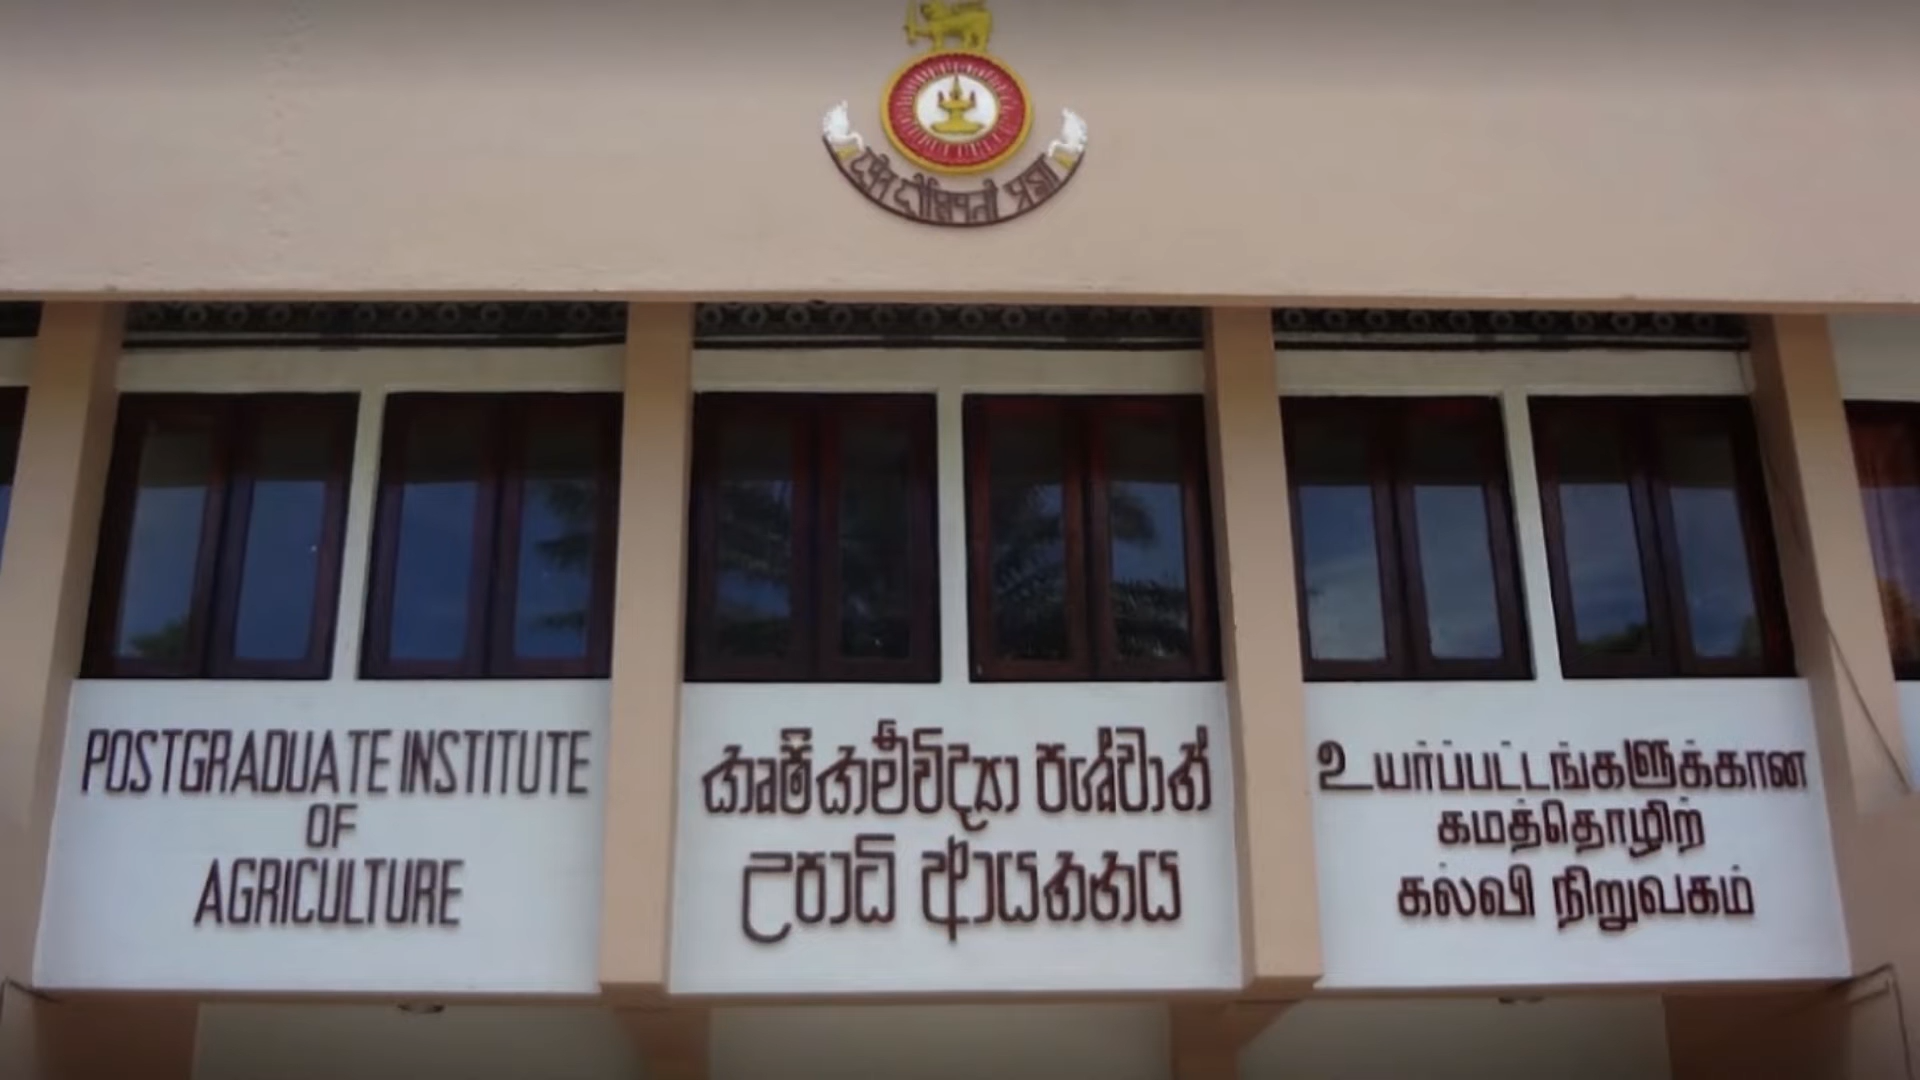 POSTGRADUATE INSTITUTE
OF
AGRICULTURE
කෘෂිකර්මවිද්‍යා පශ්චාත්
උපාධි ආයතනය
உயர்ப்பட்டங்களுக்கான
கமத்தொழிற்
கல்வி நிறுவகம்